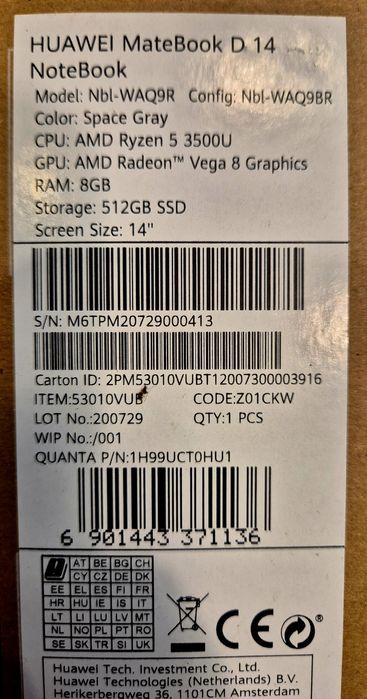 HUAWEI MateBook D 14
NoteBook
Model: Nbl-WAQ9R Config: Nbl-WAQ9BR
Color: Space Gray
CPU: AMD Ryzen 5 3500U
GPU: AMD Radeon™ Vega 8 Graphics
RAM: 8GB
Storage: 512GB SSD
Screen Size: 14"
S/N: M6TPM20729000413
Carton ID: 2PM53010VUBT12007300003916
ITEM:53010VUB CODE:Z01CKW
LOT No.:200729 QTY:1 PCS
WIP No.:/001
QUANTA P/N:1H99UCT0HU1
6 901443 371136
AT BE BG CH
CY CZ DE DK
EE EL ES FI FR
HR HU IE IS IT
LT LI LU LV MT
NL NO PL PT RO
SE SK TR SI UK
CE
Huawei Tech. Investment Co., Ltd.
Huawei Technologies (Netherlands) B.V.
Herikerbergweg 36, 1101CM Amsterdam